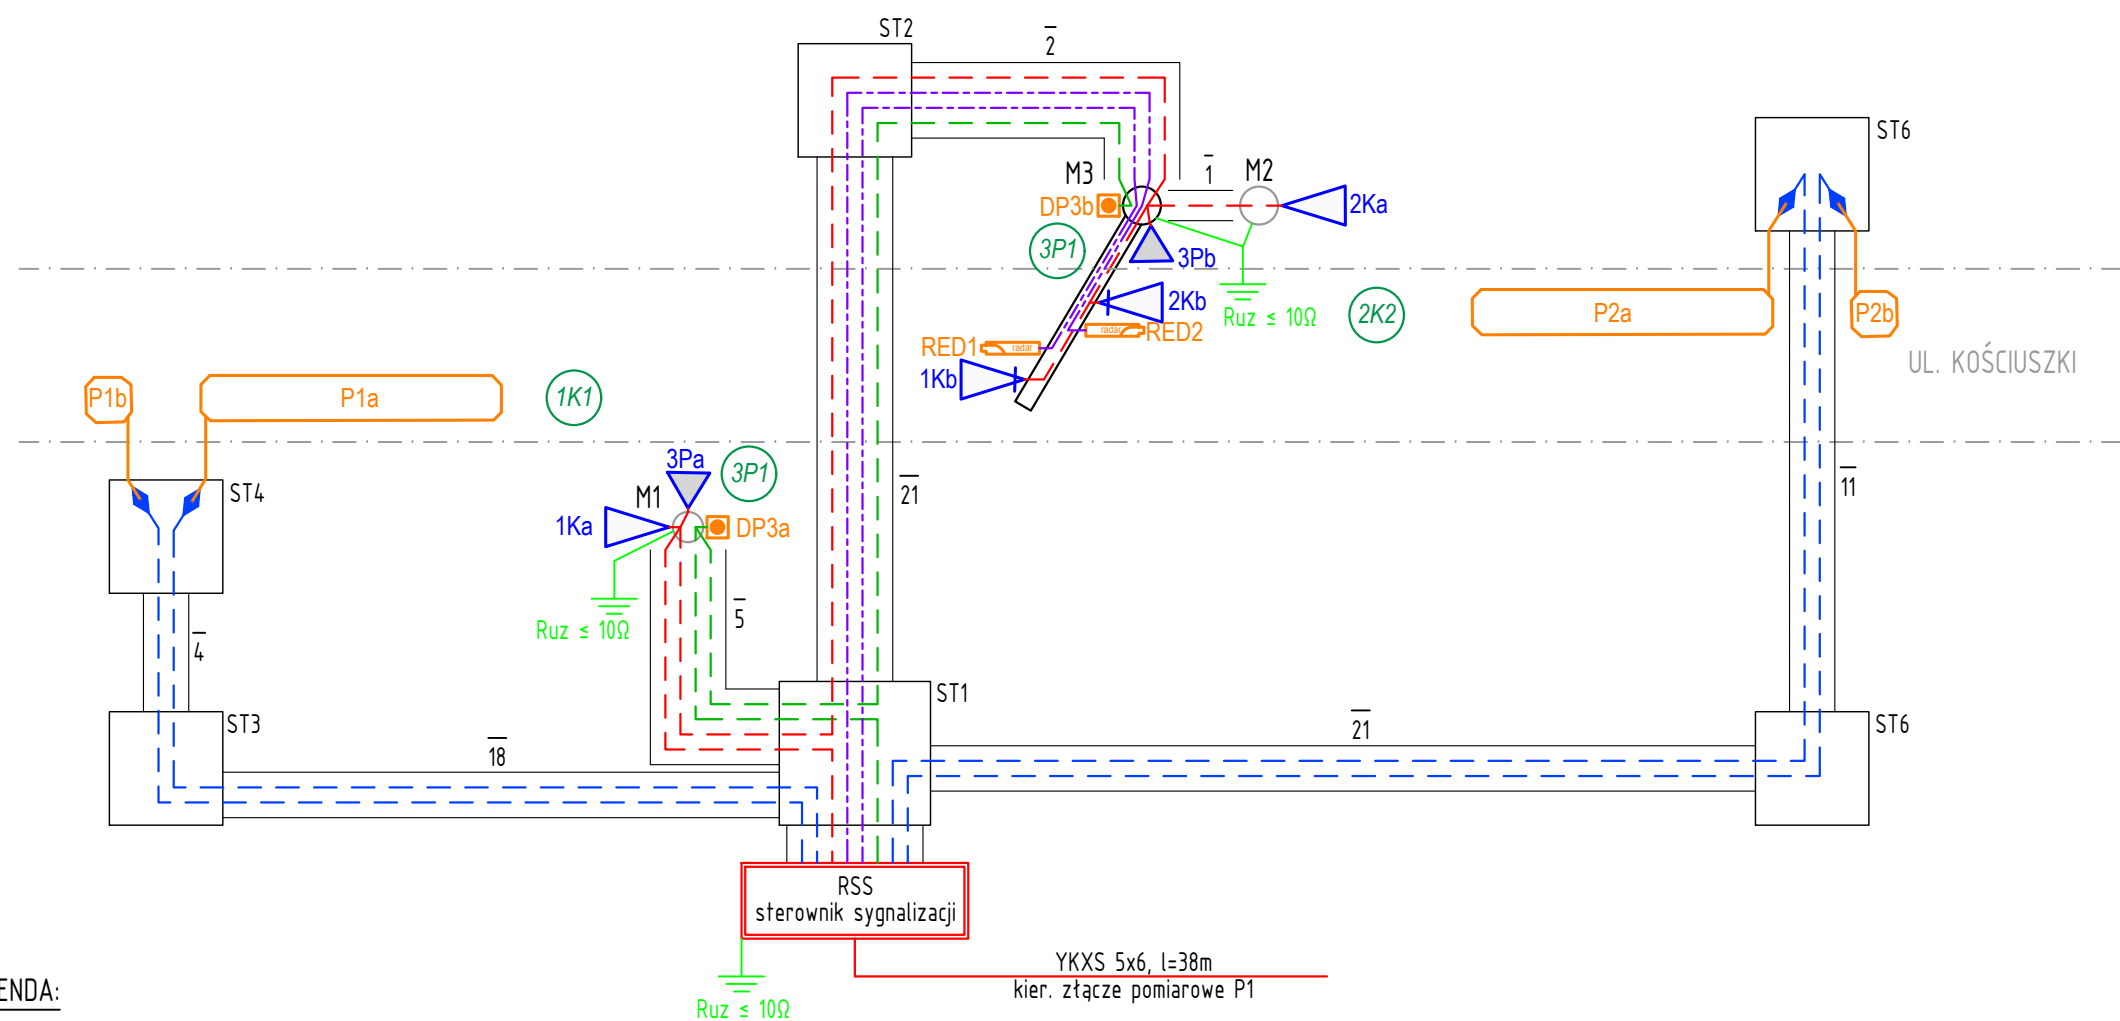 ST2
2
ST6
M3
1
M2
DP3b
2Ka
3P1
3Pb
2Kb
P2a
P2b
Ruz ≤ 10Ω
2K2
radar
RED2
RED1
radar
UL. KOŚCIUSZKI
1Kb
P1b
P1a
1K1
3Pa
3P1
ST4
M1
21
11
1Ka
DP3a
5
Ruz ≤ 10Ω
4
ST1
ST3
21
ST6
18
RSS
sterownik sygnalizacji
YKXS 5x6, l=38m
kier. złącze pomiarowe P1
ENDA:
Ruz ≤ 10Ω